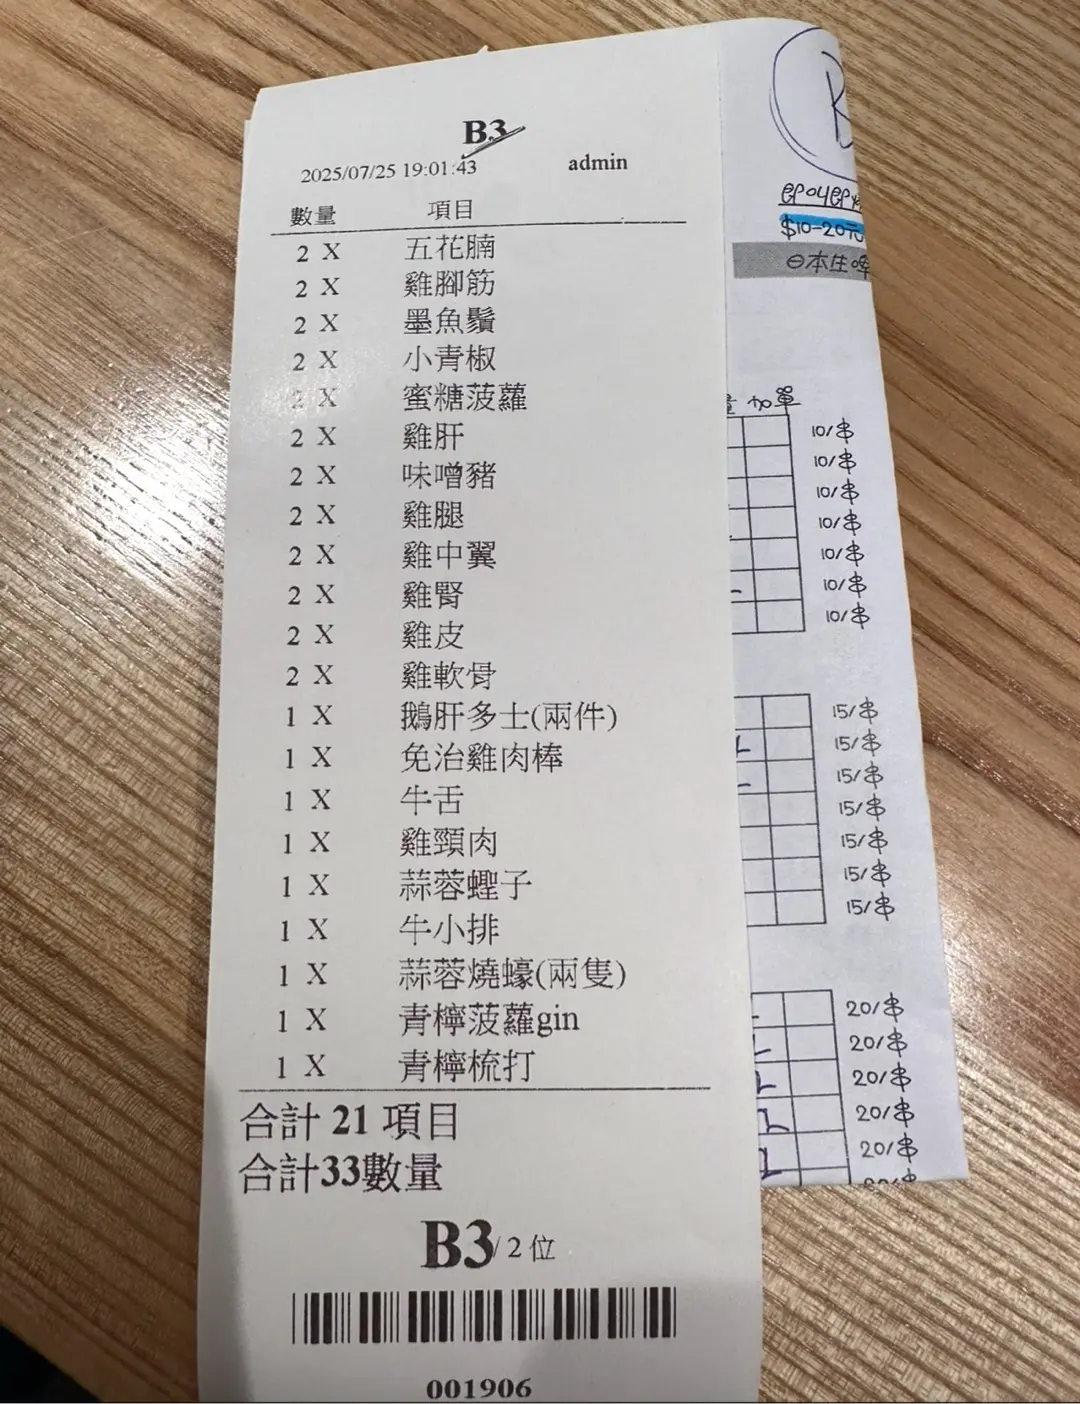 B3
2025/07/25 19:01:43 admin
數量 項目
2 X 五花腩
2 X 雞腳筋
2 X 墨魚鬚
2 X 小青椒
2 X 蜜糖菠蘿
2 X 雞肝
2 X 味噌豬
2 X 雞腿
2 X 雞中翼
2 X 雞腎
2 X 雞皮
2 X 雞軟骨
1 X 鵝肝多士(兩件)
1 X 免治雞肉棒
1 X 牛舌
1 X 雞頸肉
1 X 蒜蓉蟶子
1 X 牛小排
1 X 蒜蓉燒蠔(兩隻)
1 X 青檸菠蘿gin
1 X 青檸梳打
合計 21 項目
合計33數量
B3/2位
001906
$10-20元
日本生啤
加單
10/串
10/串
10/串
10/串
10/串
10/串
10/串
15/串
15/串
15/串
15/串
15/串
15/串
15/串
20/串
20/串
20/串
20/串
20/串